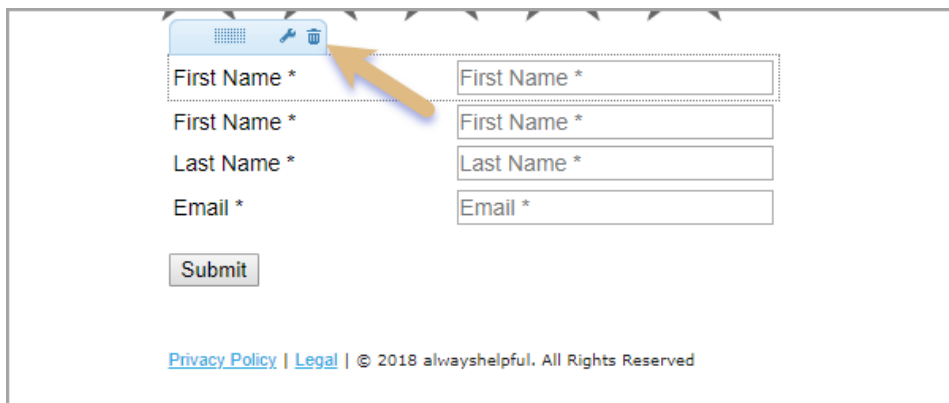 First Name * First Name *
First Name * First Name *
Last Name * Last Name *
Email * Email *
Submit
Privacy Policy | Legal | © 2018 alwayshelpful. All Rights Reserved